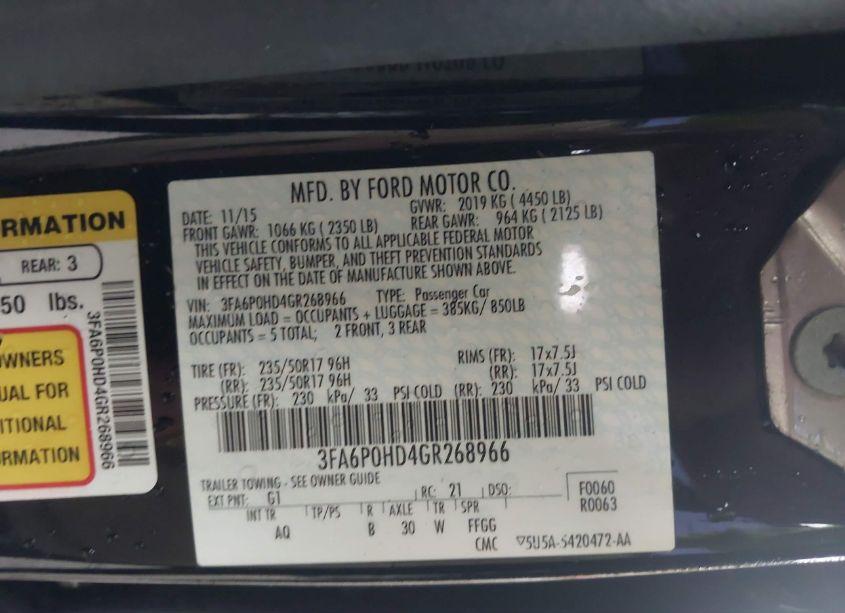 MFD. BY FORD MOTOR CO.
DATE: 11/15 GVWR: 2019 KG ( 4450 LB)
FRONT GAWR: 1066 KG ( 2350 LB) REAR GAWR: 964 KG ( 2125 LB)
THIS VEHICLE CONFORMS TO ALL APPLICABLE FEDERAL MOTOR
VEHICLE SAFETY, BUMPER, AND THEFT PREVENTION STANDARDS
IN EFFECT ON THE DATE OF MANUFACTURE SHOWN ABOVE.
VIN: 3FA6P0HD4GR268966 TYPE: Passenger Car
MAXIMUM LOAD = OCCUPANTS + LUGGAGE = 385KG/ 850LB
OCCUPANTS = 5 TOTAL; 2 FRONT, 3 REAR
TIRE (FR): 235/50R17 96H RIMS (FR): 17x7.5J
(RR): 235/50R17 96H (RR): 17x7.5J
PRESSURE (FR): 230 kPa/ 33 PSI COLD (RR): 230 kPa/ 33 PSI COLD
3FA6P0HD4GR268966
TRAILER TOWING - SEE OWNER GUIDE
EXT PNT: G1 RC: 21 DSO: F0060
INT TR TP/PS R AXLE TR SPR R0063
AQ B 30 W FFGG
CMC ▽5U5A-5420472-AA
RMATION
REAR: 3
50 lbs.
WNERS
UAL FOR
ITIONAL
ORMATION
3FA6P0HD4GR268966